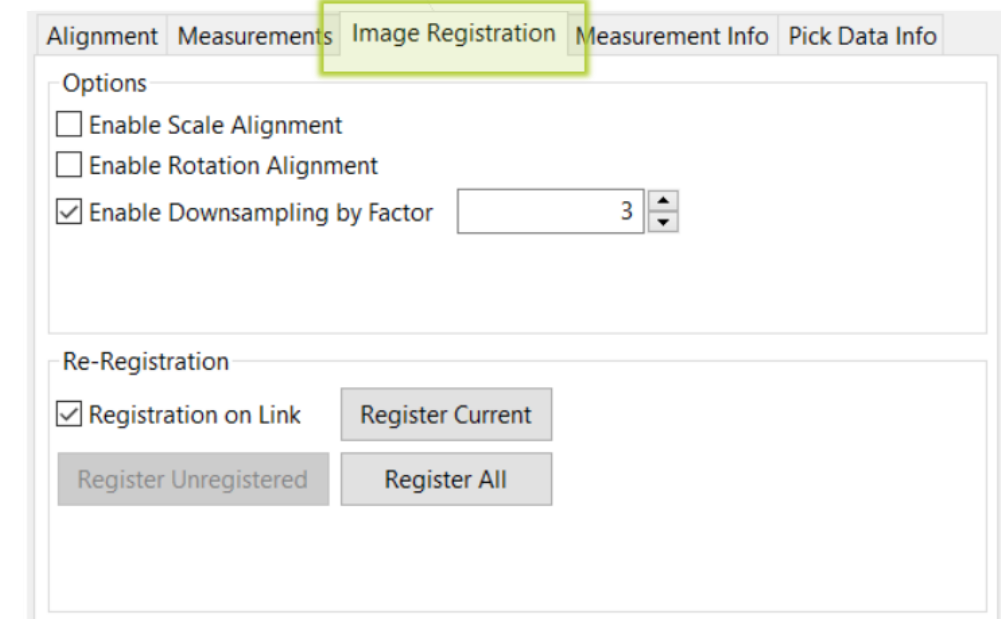 Alignment Measurements Image Registration Measurement Info Pick Data Info
Options
Enable Scale Alignment
Enable Rotation Alignment
Enable Downsampling by Factor 3
Re-Registration
Registration on Link Register Current
Register Unregistered Register All